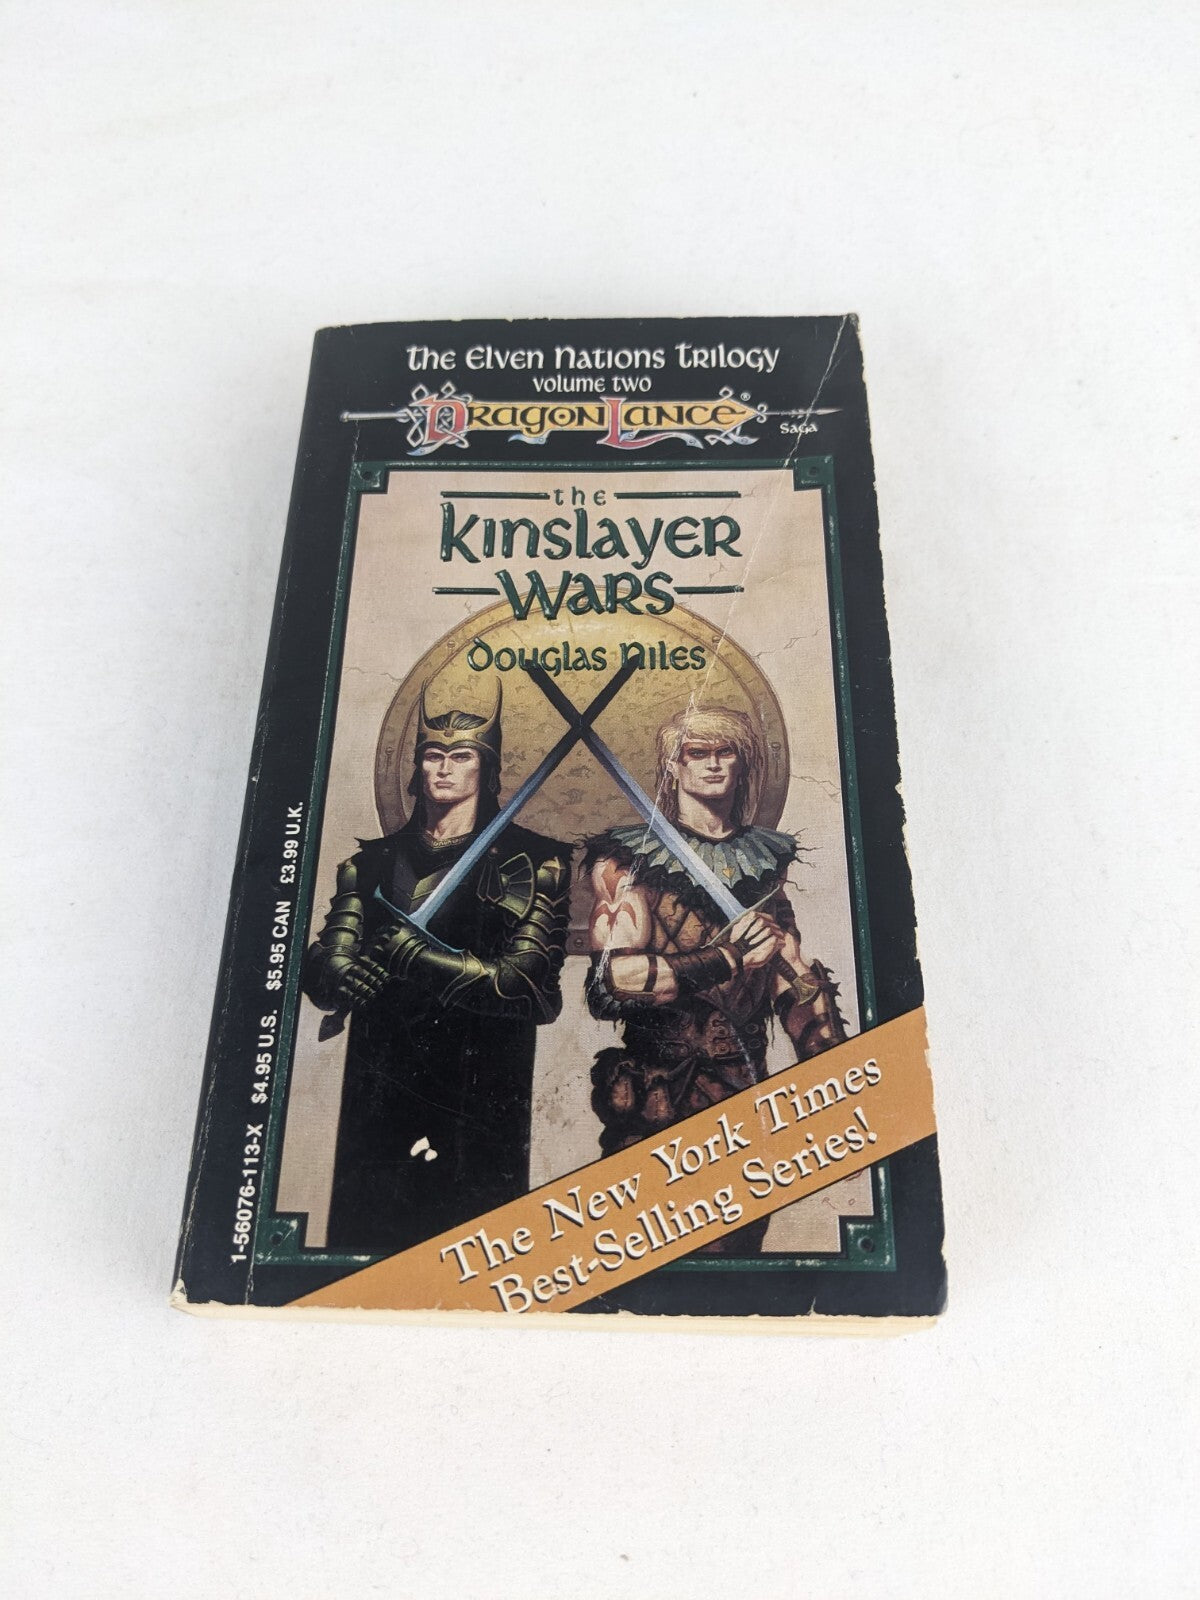 The Elven Nations Trilogy
Volume Two
DragonLance®
Saga
the
Kinslayer
Wars
Douglas Niles
1-56076-113-X $4.95 U.S. $5.95 CAN £3.99 U.K.
The New York Times
Best-Selling Series!